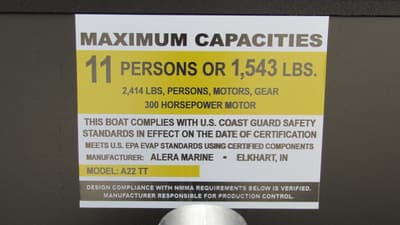 MAXIMUM CAPACITIES
11 PERSONS OR 1,543 LBS.
2,414 LBS, PERSONS, MOTORS, GEAR
300 HORSEPOWER MOTOR
THIS BOAT COMPLIES WITH U.S. COAST GUARD SAFETY
STANDARDS IN EFFECT ON THE DATE OF CERTIFICATION
MEETS U.S. EPA EVAP STANDARDS USING CERTIFIED COMPONENTS
MANUFACTURER: ALERA MARINE • ELKHART, IN
MODEL: A22 TT
DESIGN COMPLIANCE WITH NMMA REQUIREMENTS BELOW IS VERIFIED.
MANUFACTURER RESPONSIBLE FOR PRODUCTION CONTROL.